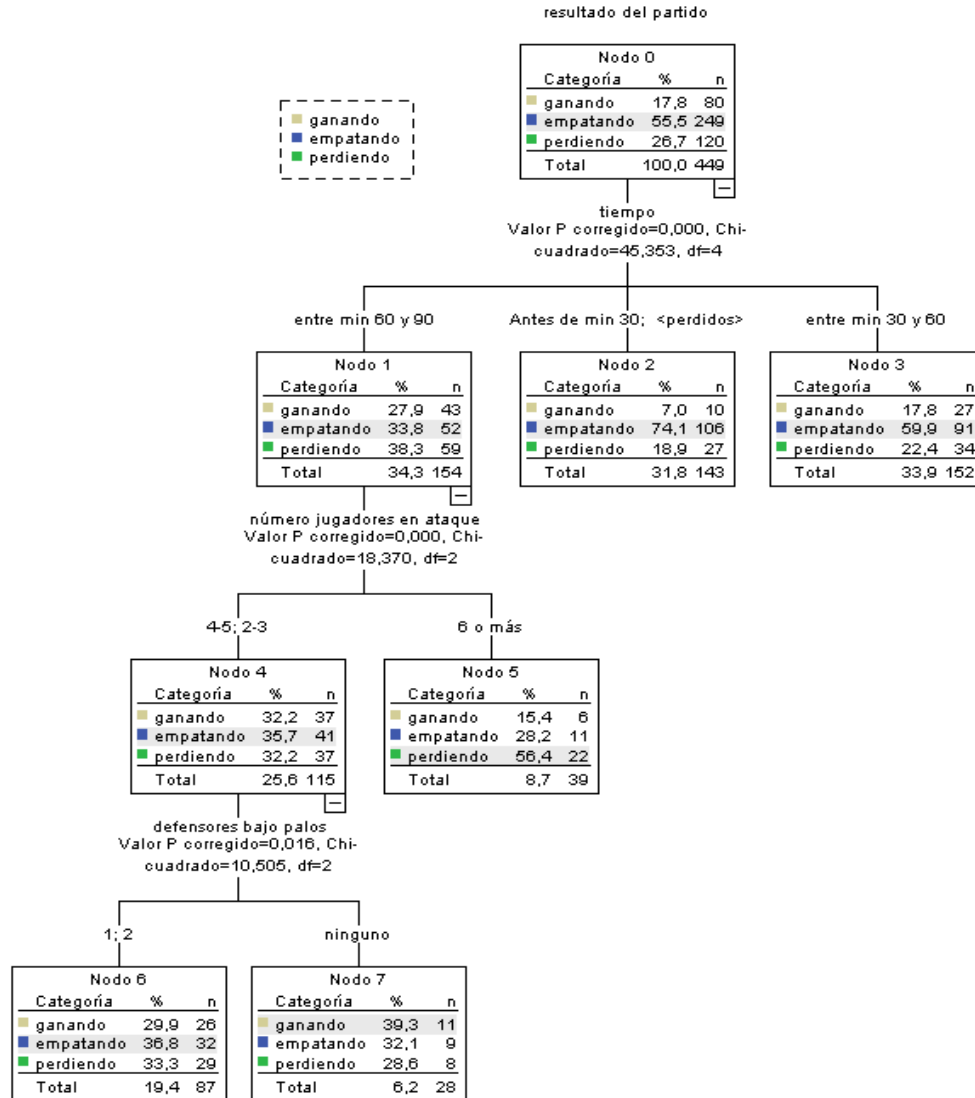 resultado del partido
Nodo 0
Categoría % n
ganando 17,8 80
empatando 55,5 249
perdiendo 26,7 120
Total 100,0 449
ganando
empatando
perdiendo
tiempo
Valor P corregido=0,000, Chi-
cuadrado=45,353, df=4
entre min 60 y 90
Antes de min 30; <perdidos>
entre min 30 y 60
Nodo 1
Categoría % n
ganando 27,9 43
empatando 33,8 52
perdiendo 38,3 59
Total 34,3 154
Nodo 2
Categoría % n
ganando 7,0 10
empatando 74,1 106
perdiendo 18,9 27
Total 31,8 143
Nodo 3
Categoría % n
ganando 17,8 27
empatando 59,9 91
perdiendo 22,4 34
Total 33,9 152
número jugadores en ataque
Valor P corregido=0,000, Chi-
cuadrado=18,370, df=2
4-5; 2-3
6 o más
Nodo 4
Categoría % n
ganando 32,2 37
empatando 35,7 41
perdiendo 32,2 37
Total 25,6 115
Nodo 5
Categoría % n
ganando 15,4 6
empatando 28,2 11
perdiendo 56,4 22
Total 8,7 39
defensores bajo palos
Valor P corregido=0,016, Chi-
cuadrado=10,505, df=2
1; 2
ninguno
Nodo 6
Categoría % n
ganando 29,9 26
empatando 36,8 32
perdiendo 33,3 29
Total 19,4 87
Nodo 7
Categoría % n
ganando 39,3 11
empatando 32,1 9
perdiendo 28,6 8
Total 6,2 28